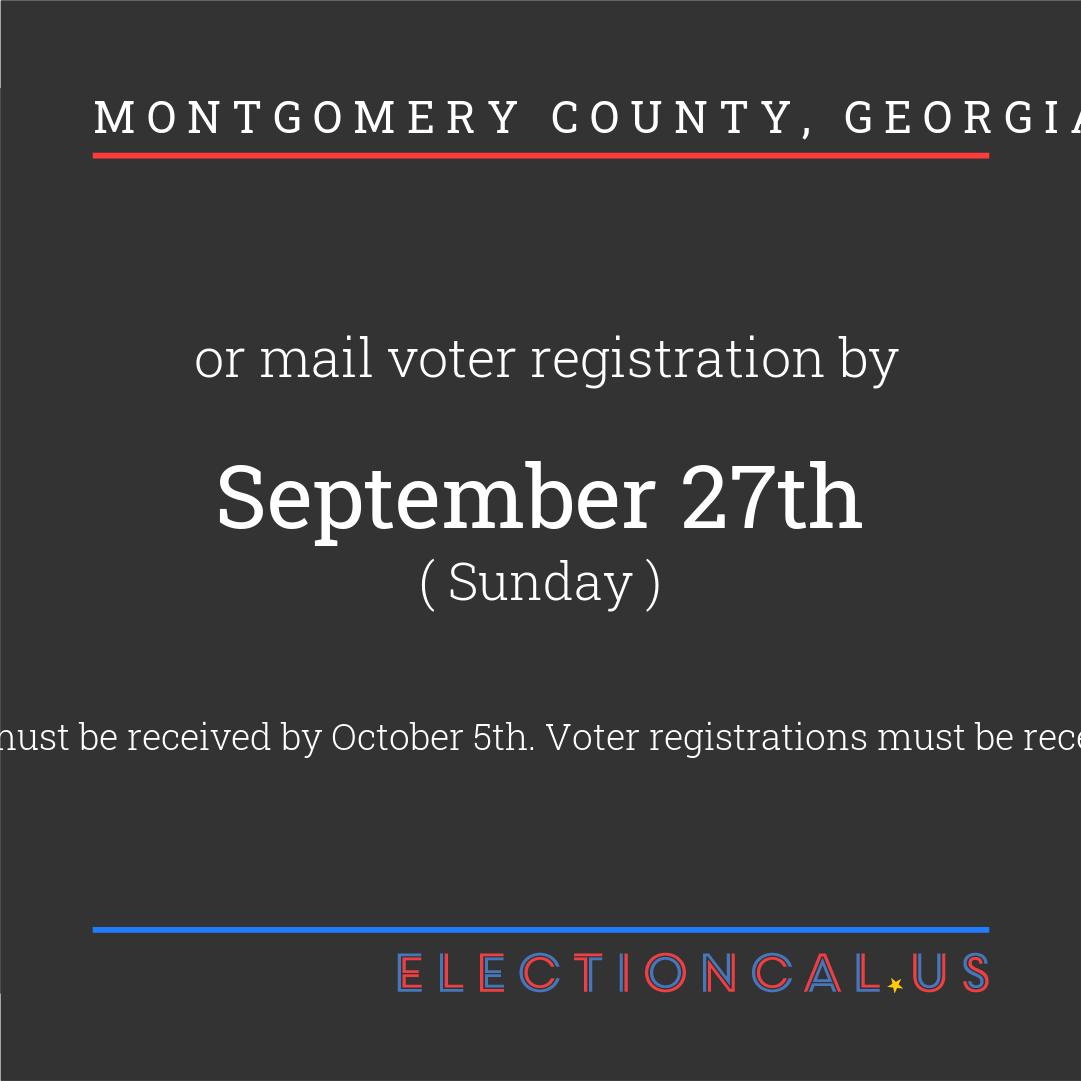 MONTGOMERY COUNTY, GEORGIA
or mail voter registration by
September 27th
( Sunday )
must be received by October 5th. Voter registrations must be
ELECTIONCAL.US